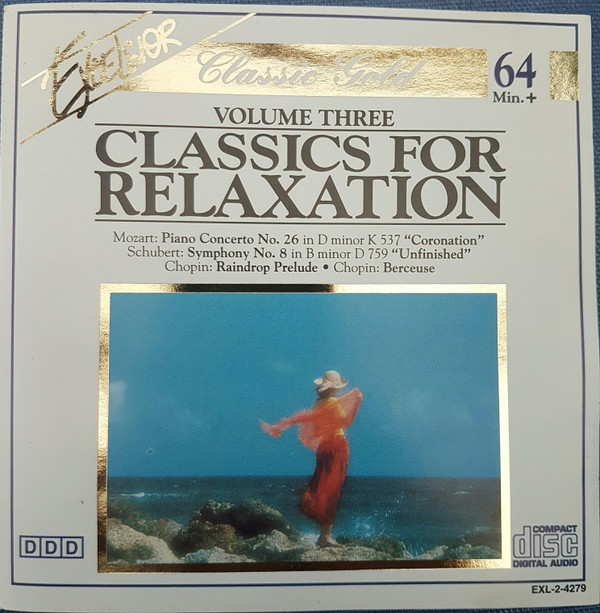 Excelsior
Classic Gold
64
Min.+
VOLUME THREE
CLASSICS FOR
RELAXATION
Mozart: Piano Concerto No. 26 in D minor K 537 “Coronation”
Schubert: Symphony No. 8 in B minor D 759 “Unfinished”
Chopin: Raindrop Prelude • Chopin: Berceuse
DDD
COMPACT
disc
DIGITAL AUDIO
EXL-2-4279